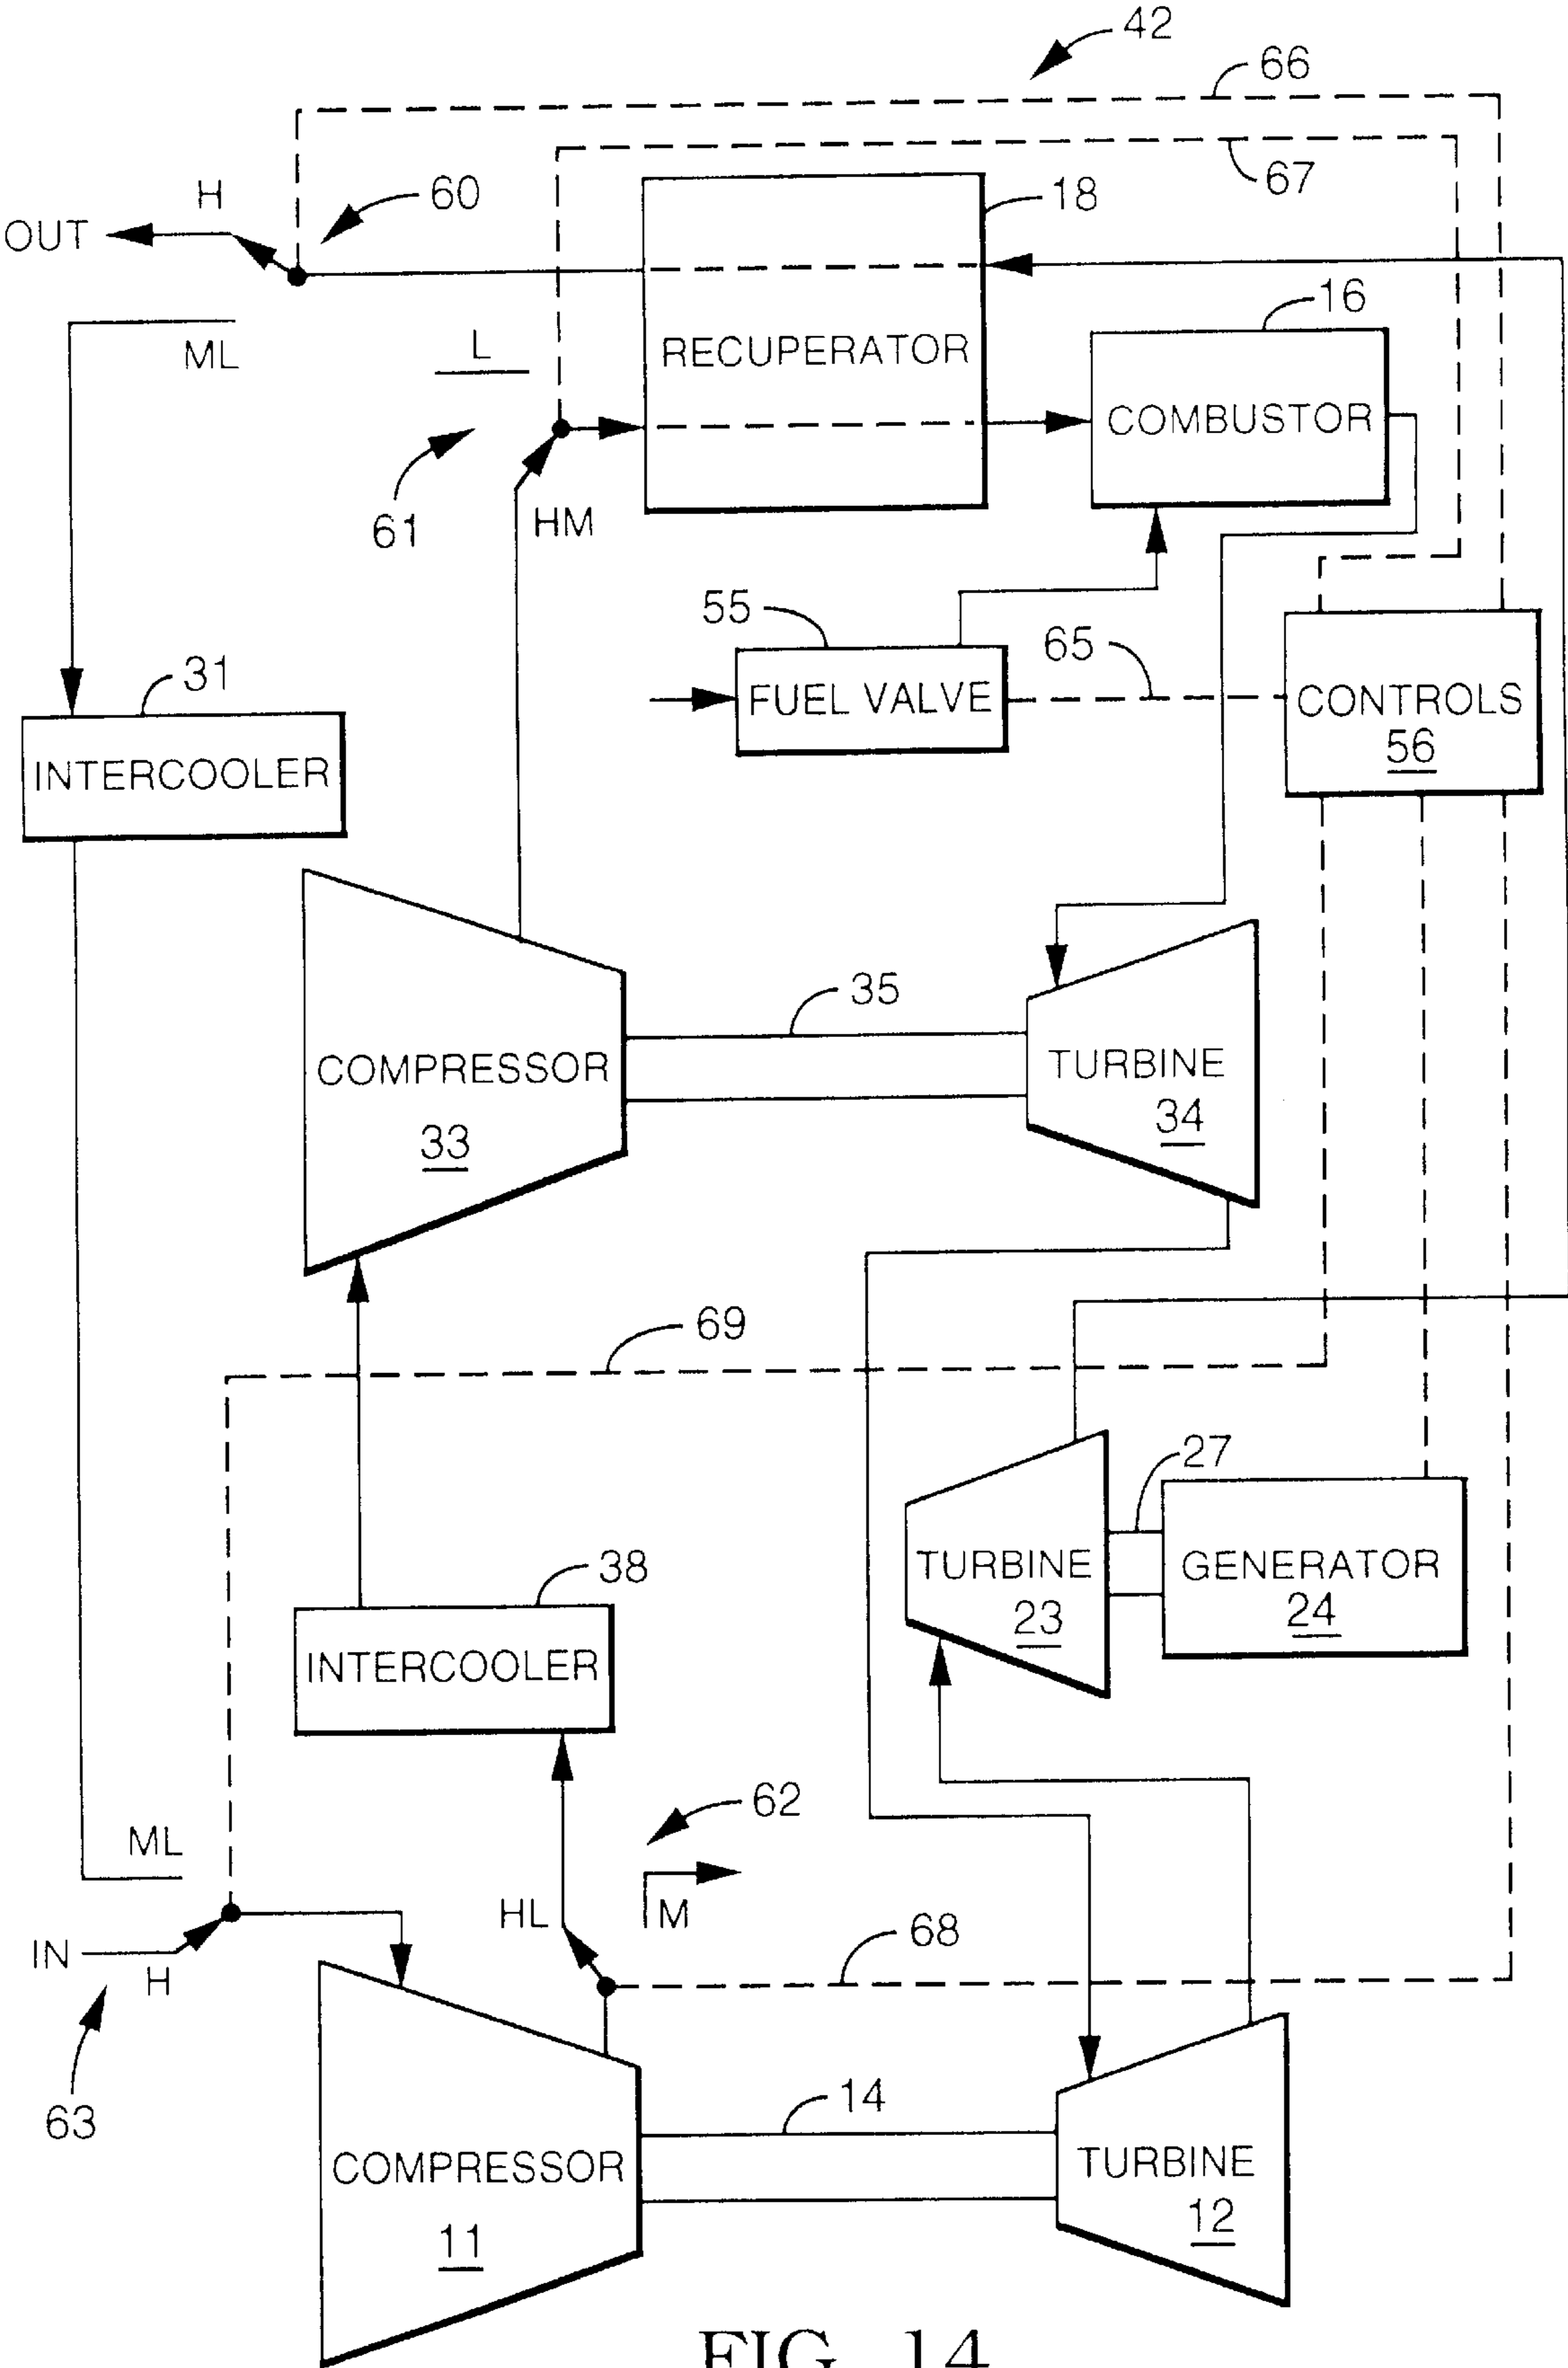 42
66
67
H
60
18
OUT
16
ML
L
RECUPERATOR
COMBUSTOR
61
HM
55
65
31
FUEL VALVE
CONTROLS
56
INTERCOOLER
35
COMPRESSOR
33
TURBINE
34
69
27
38
TURBINE
23
GENERATOR
24
INTERCOOLER
62
ML
HL
M
68
IN
H
63
14
COMPRESSOR
11
TURBINE
12
FIG. 14